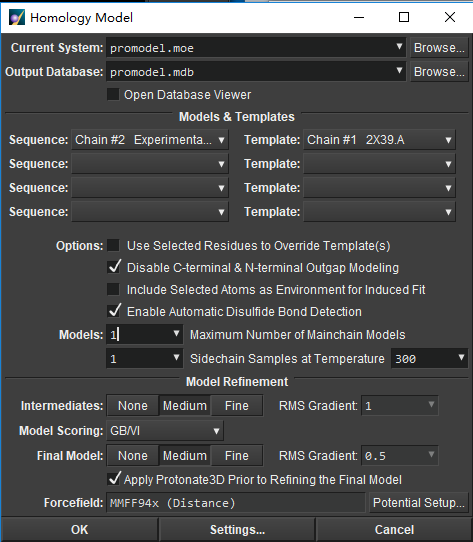 Homology Model
Current System: promodel.moe Browse...
Output Database: promodel.mdb Browse...
Open Database Viewer
Models & Templates
Sequence: Chain #2 Experimenta... Template: Chain #1 2X39.A
Sequence: Template:
Sequence: Template:
Sequence: Template:
Options: Use Selected Residues to Override Template(s)
Disable C-terminal & N-terminal Outgap Modeling
Include Selected Atoms as Environment for Induced Fit
Enable Automatic Disulfide Bond Detection
Models: 1 Maximum Number of Mainchain Models
1 Sidechain Samples at Temperature 300
Model Refinement
Intermediates: None Medium Fine RMS Gradient: 1
Model Scoring: GB/VI
Final Model: None Medium Fine RMS Gradient: 0.5
Apply Protonate3D Prior to Refining the Final Model
Forcefield: MMFF94x (Distance) Potential Setup...
OK Settings... Cancel